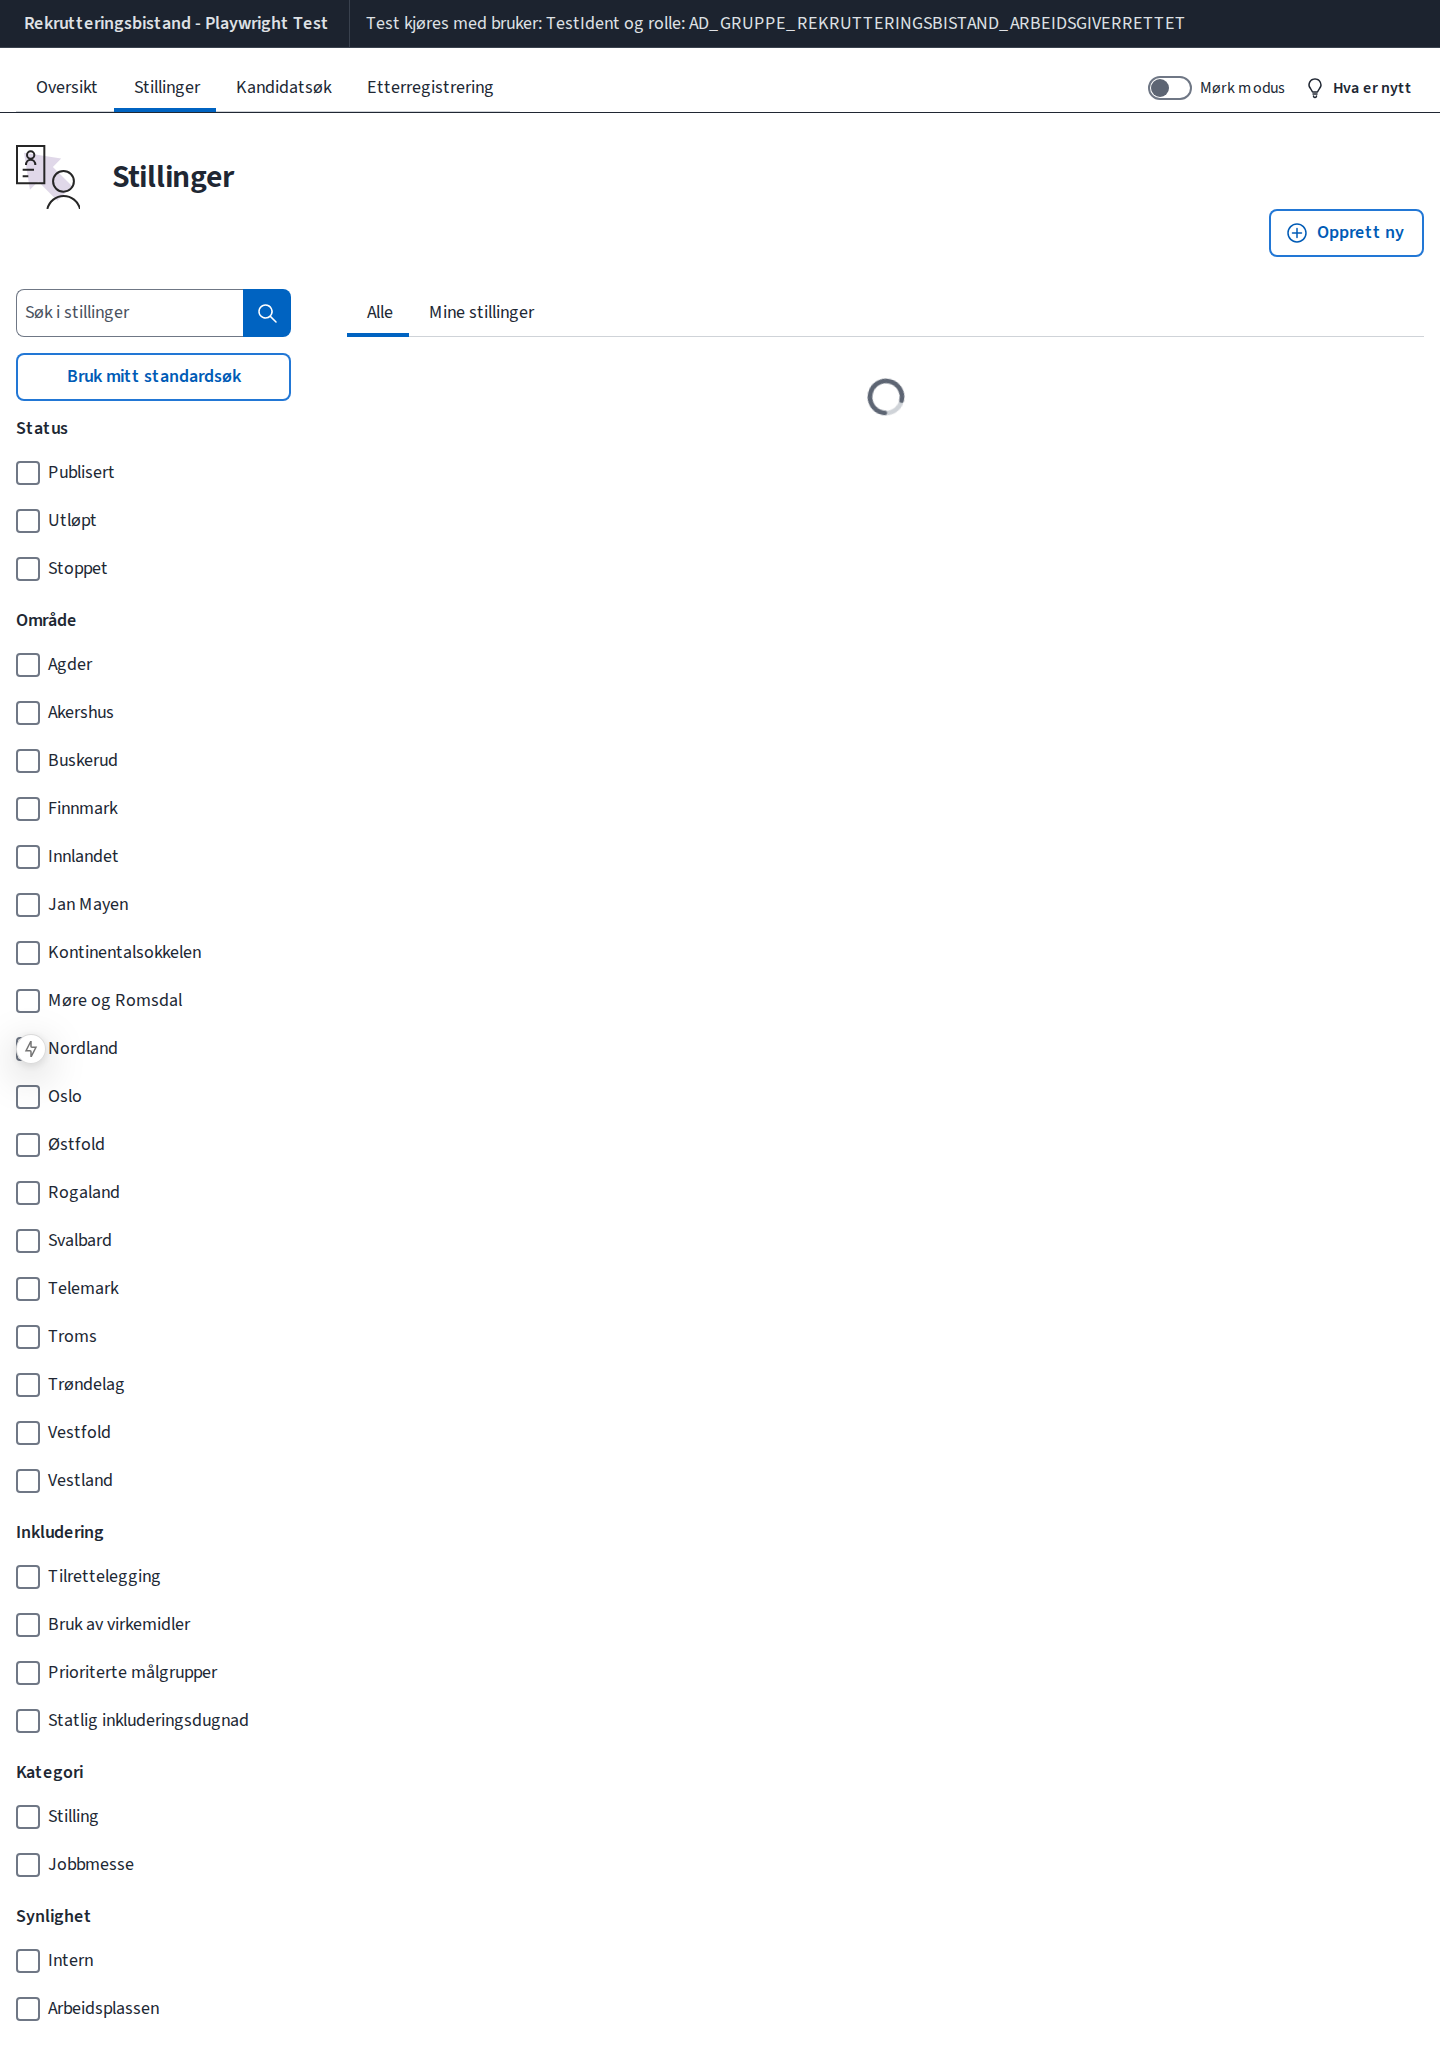 Rekrutteringsbistand - Playwright Test
Test kjøres med bruker: TestIdent og rolle: AD_GRUPPE_REKRUTTERINGSBISTAND_ARBEIDSGIVERRETTET
Oversikt
Stillinger
Kandidatsøk
Etterregistrering
Mørk modus
Hva er nytt
Stillinger
Opprett ny
Søk i stillinger
Alle
Mine stillinger
Bruk mitt standardsøk
Status
Publisert
Utløpt
Stoppet
Område
Agder
Akershus
Buskerud
Finnmark
Innlandet
Jan Mayen
Kontinentalsokkelen
Møre og Romsdal
Nordland
Oslo
Østfold
Rogaland
Svalbard
Telemark
Troms
Trøndelag
Vestfold
Vestland
Inkludering
Tilrettelegging
Bruk av virkemidler
Prioriterte målgrupper
Statlig inkluderingsdugnad
Kategori
Stilling
Jobbmesse
Synlighet
Intern
Arbeidsplassen